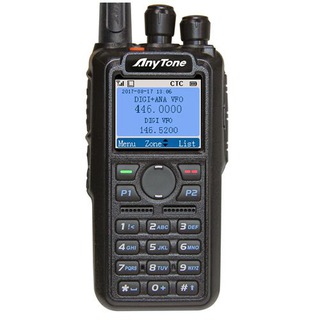 AnyTone
CTC
2017-08-17 13:06
DIGI+ANA VFO
446.0000
DIGI VFO
146.5200
Menu Zone List
P1 P2
1 !< 2ABC 3DEF
4GHI 5JKL 6MNO
7PQRS 8TUV 9WXYZ
* 0+ #⇧